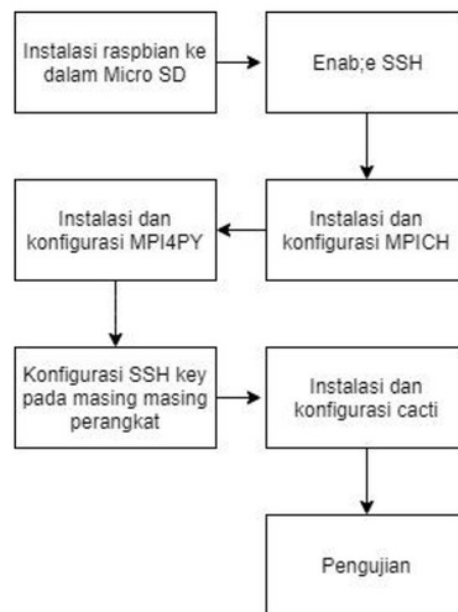 Instalasi raspbian ke
dalam Micro SD
Enab;e SSH
Instalasi dan
konfigurasi MPICH
Instalasi dan
konfigurasi MPI4PY
Konfigurasi SSH key
pada masing masing
perangkat
Instalasi dan
konfigurasi cacti
Pengujian